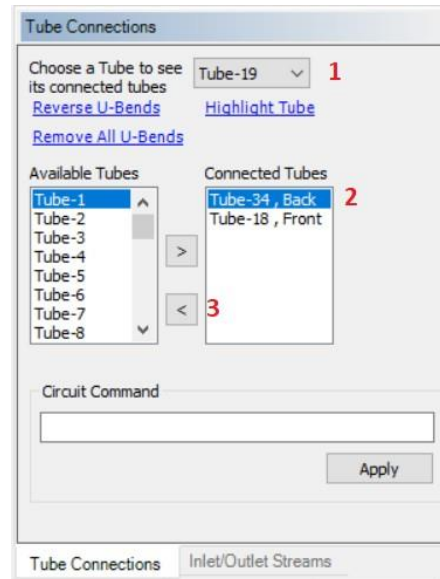 Tube Connections
Choose a Tube to see
its connected tubes
Tube-19
1
Reverse U-Bends
Highlight Tube
Remove All U-Bends
Available Tubes
Connected Tubes
Tube-1
Tube-2
Tube-3
Tube-4
Tube-5
Tube-6
Tube-7
Tube-8
>
<
3
Tube-34 , Back
Tube-18 , Front
2
Circuit Command
Apply
Tube Connections
Inlet/Outlet Streams